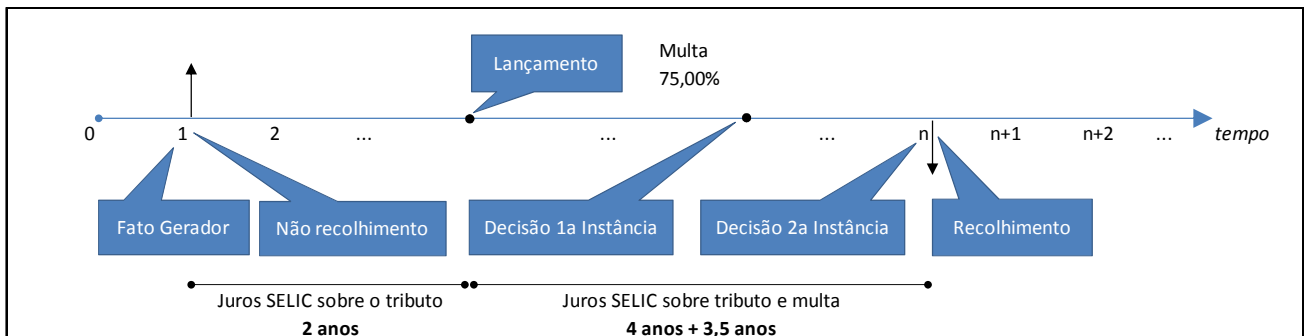 Lançamento
Multa
75,00%
0 1 2 ... ... ... n n+1 n+2 ... tempo
Fato Gerador Não recolhimento Decisão 1a Instância Decisão 2a Instância Recolhimento
Juros SELIC sobre o tributo Juros SELIC sobre tributo e multa
2 anos 4 anos + 3,5 anos